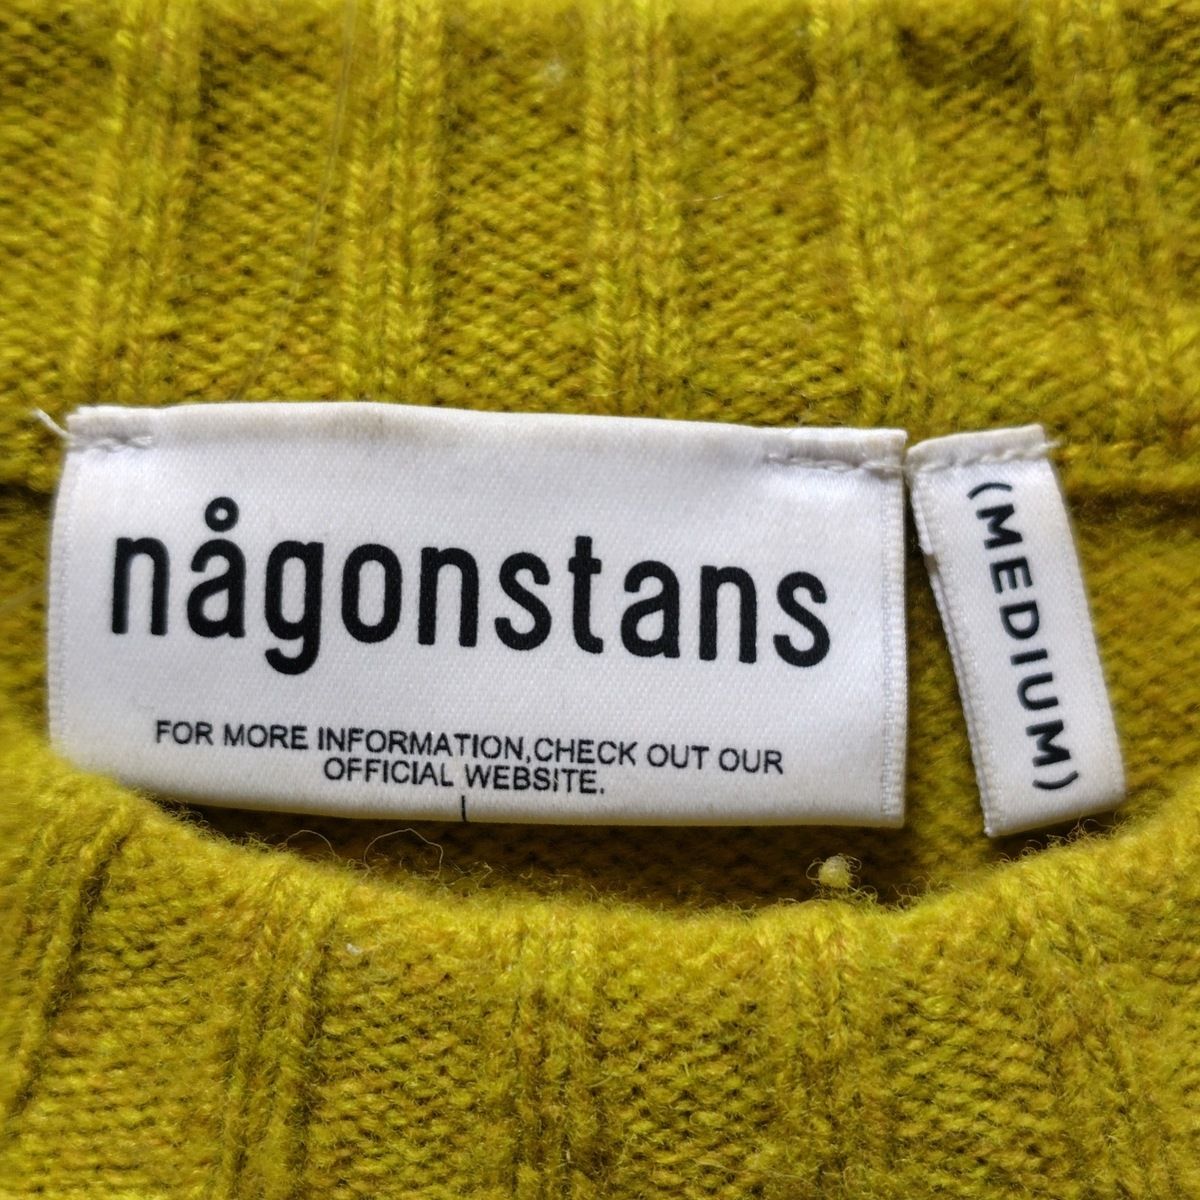 någonstans
FOR MORE INFORMATION,CHECK OUT OUR
OFFICIAL WEBSITE.
(MEDIUM)